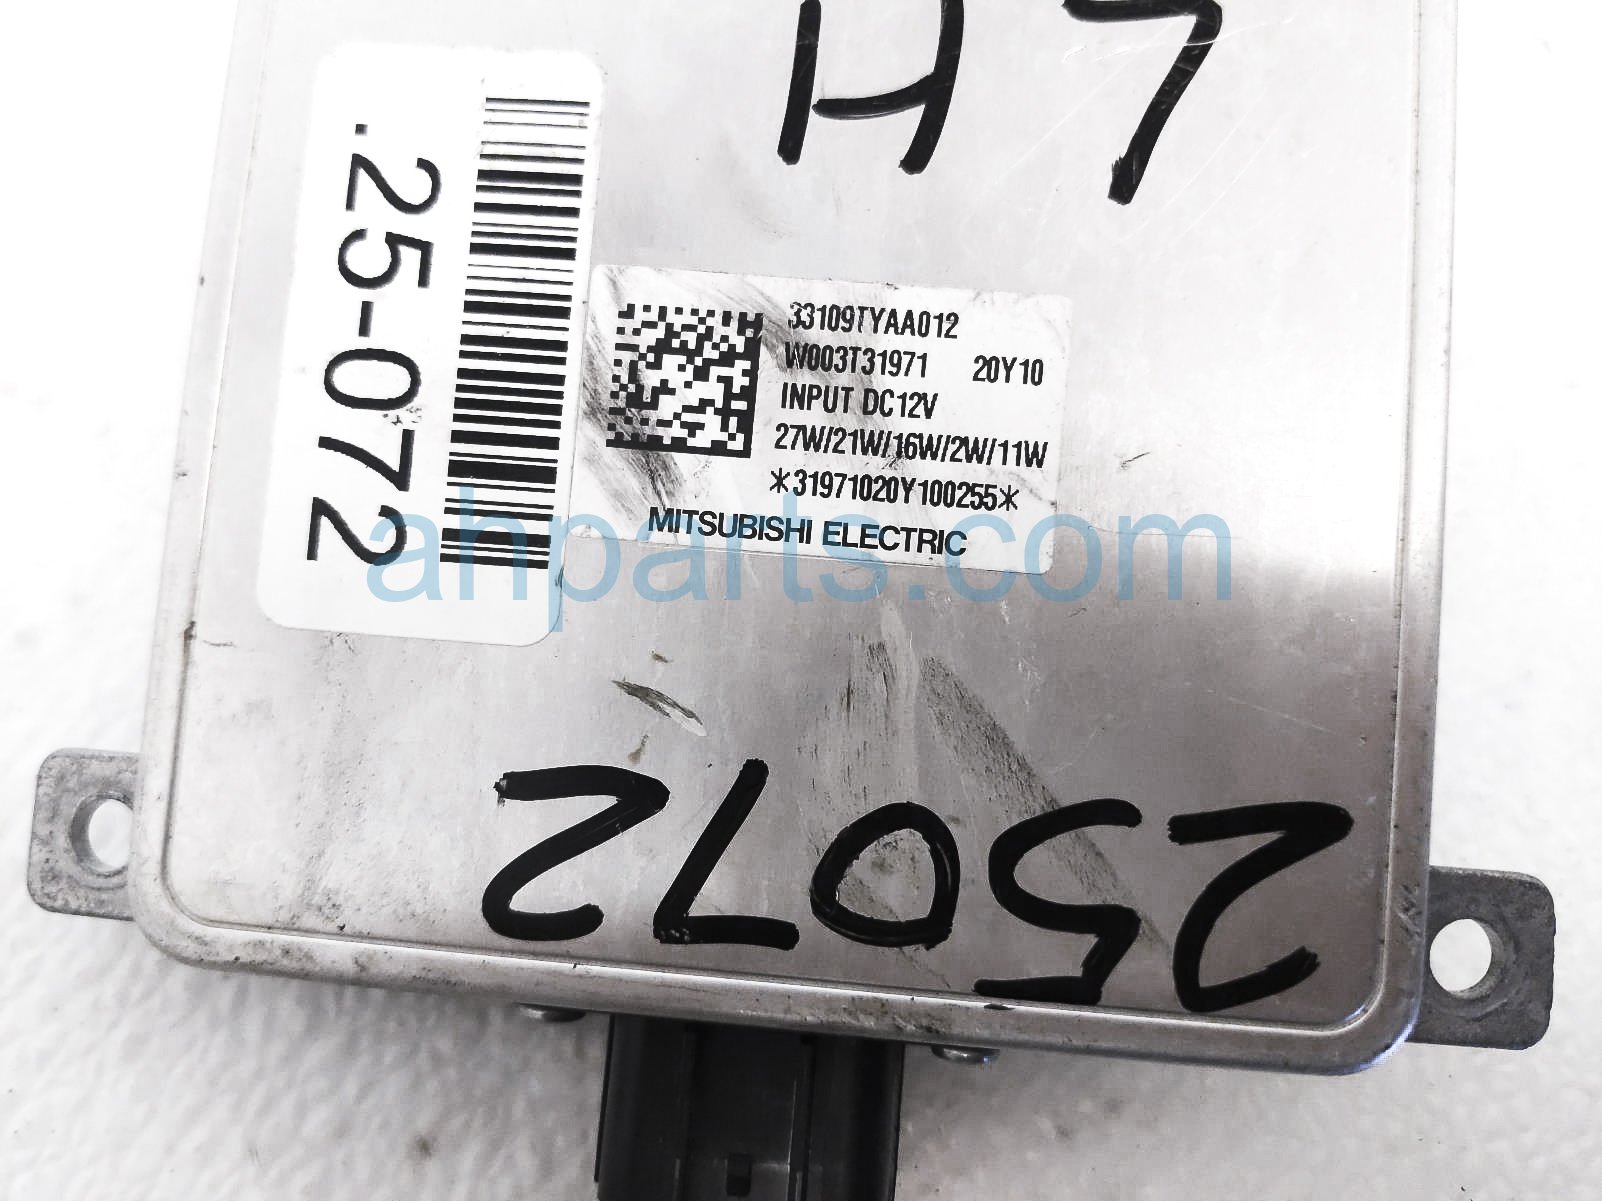 H7
.25-072
33109TYAA012
W003T31971 20Y10
INPUT DC12V
27W/21W/16W/2W/11W
*31971020Y100255*
MITSUBISHI ELECTRIC
ahparts.com
25072